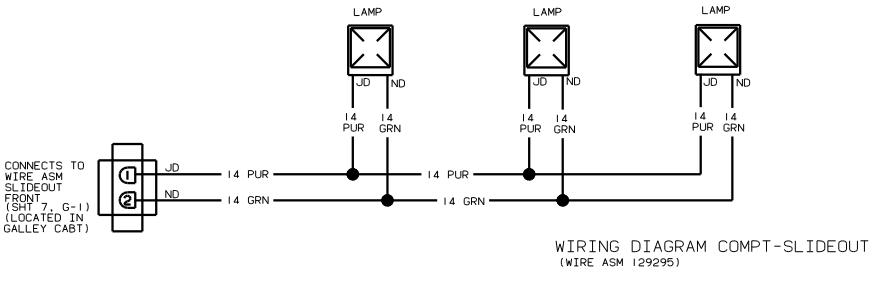 LAMP
LAMP
LAMP
JD
ND
JD
ND
JD
ND
14
PUR
14
GRN
14
PUR
14
GRN
14
PUR
14
GRN
CONNECTS TO
WIRE ASM
SLIDEOUT
FRONT
(SHT 7, G-1)
(LOCATED IN
GALLEY CABT)
1
2
JD
ND
14 PUR
14 PUR
14 GRN
14 GRN
WIRING DIAGRAM COMPT-SLIDEOUT
(WIRE ASM 129295)